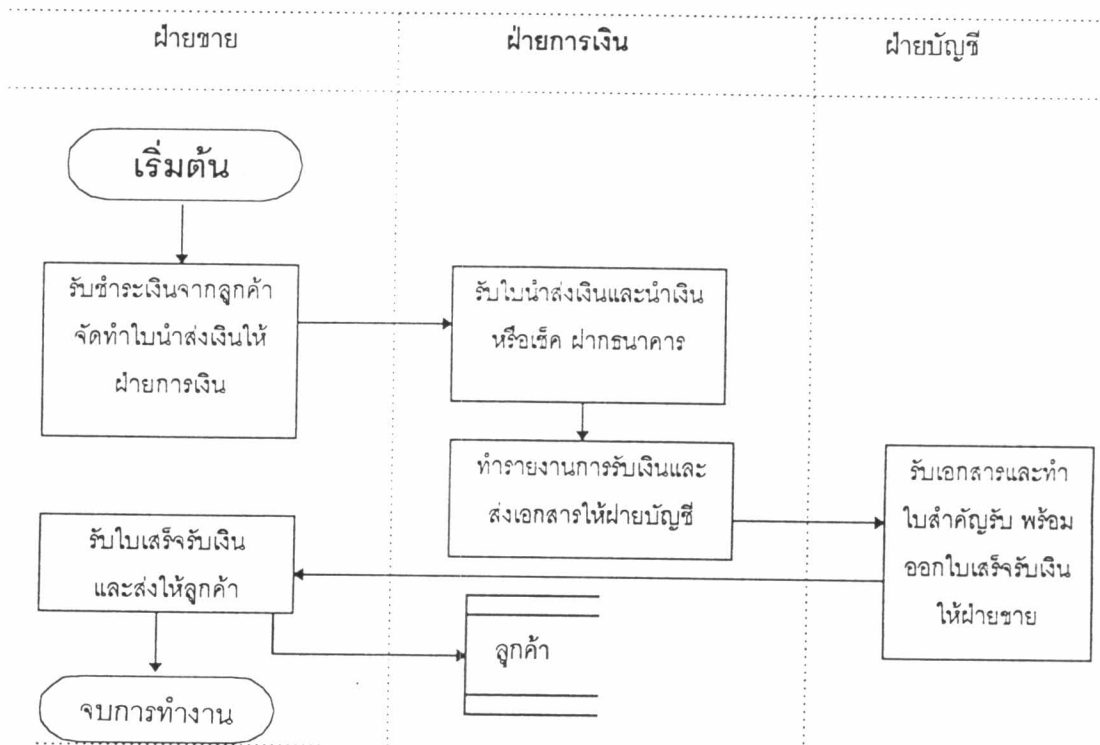 ฝ่ายขาย
ฝ่ายการเงิน
ฝ่ายบัญชี
เริ่มต้น
รับชำระเงินจากลูกค้า
จัดทำใบนำส่งเงินให้
ฝ่ายการเงิน
รับใบนำส่งเงินและนำเงิน
หรือเช็ค ฝากธนาคาร
ทำรายงานการรับเงินและ
ส่งเอกสารให้ฝ่ายบัญชี
รับเอกสารและทำ
ใบสำคัญรับ พร้อม
ออกใบเสร็จรับเงิน
ให้ฝ่ายขาย
รับใบเสร็จรับเงิน
และส่งให้ลูกค้า
ลูกค้า
จบการทำงาน